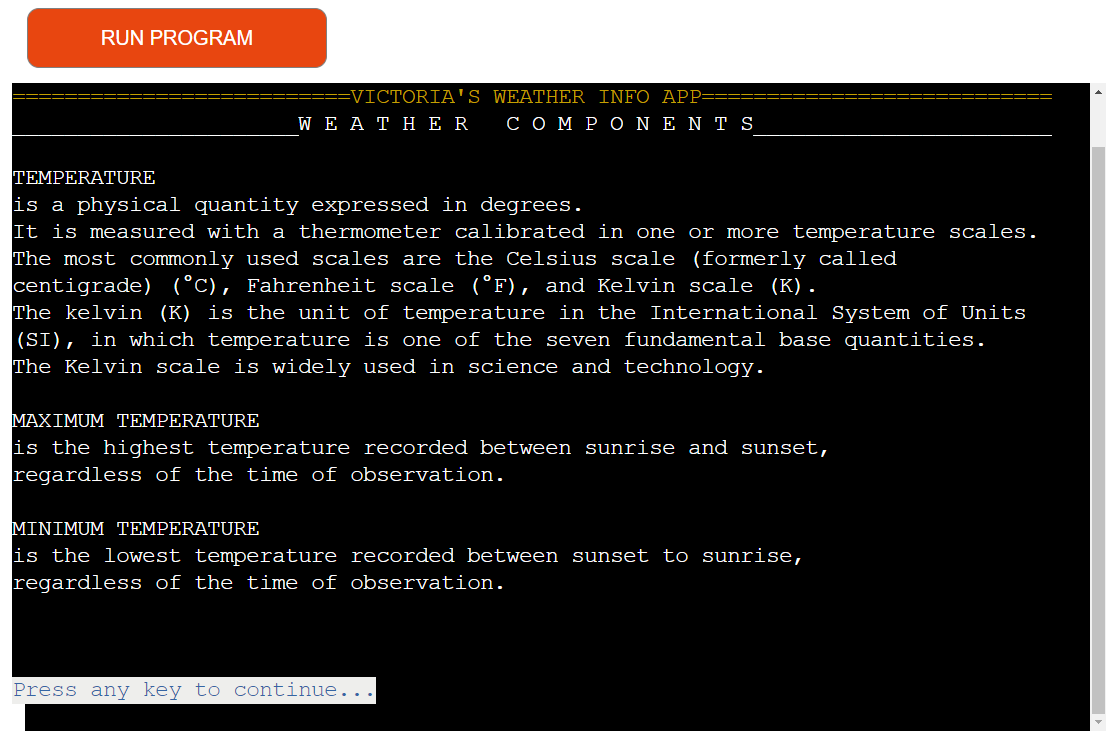 RUN PROGRAM
==========================VICTORIA'S WEATHER INFO APP===========================
______________________W E A T H E R   C O M P O N E N T S_______________________
TEMPERATURE
is a physical quantity expressed in degrees.
It is measured with a thermometer calibrated in one or more temperature scales.
The most commonly used scales are the Celsius scale (formerly called
centigrade) (˚C), Fahrenheit scale (˚F), and Kelvin scale (K).
The kelvin (K) is the unit of temperature in the International System of Units
(SI), in which temperature is one of the seven fundamental base quantities.
The Kelvin scale is widely used in science and technology.
MAXIMUM TEMPERATURE
is the highest temperature recorded between sunrise and sunset,
regardless of the time of observation.
MINIMUM TEMPERATURE
is the lowest temperature recorded between sunset to sunrise,
regardless of the time of observation.
Press any key to continue...